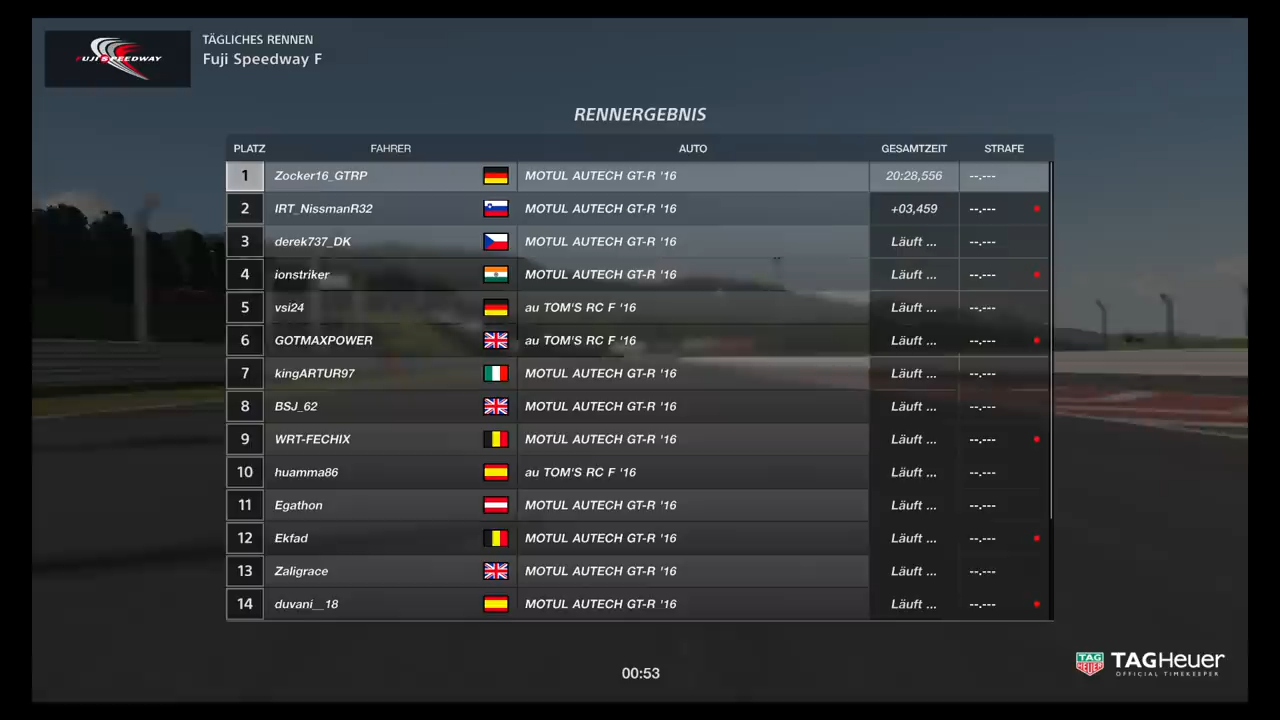 FUJI SPEEDWAY
TÄGLICHES RENNEN
Fuji Speedway F
RENNERGEBNIS
PLATZ FAHRER AUTO GESAMTZEIT STRAFE
1 Zocker16_GTRP MOTUL AUTECH GT-R '16 20:28,556 --.---
2 IRT_NissmanR32 MOTUL AUTECH GT-R '16 +03,459 --.---
3 derek737_DK MOTUL AUTECH GT-R '16 Läuft ... --.---
4 ionstriker MOTUL AUTECH GT-R '16 Läuft ... --.---
5 vsi24 au TOM'S RC F '16 Läuft ... --.---
6 GOTMAXPOWER au TOM'S RC F '16 Läuft ... --.---
7 kingARTUR97 MOTUL AUTECH GT-R '16 Läuft ... --.---
8 BSJ_62 MOTUL AUTECH GT-R '16 Läuft ... --.---
9 WRT-FECHIX MOTUL AUTECH GT-R '16 Läuft ... --.---
10 huamma86 au TOM'S RC F '16 Läuft ... --.---
11 Egathon MOTUL AUTECH GT-R '16 Läuft ... --.---
12 Ekfad MOTUL AUTECH GT-R '16 Läuft ... --.---
13 Zaligrace MOTUL AUTECH GT-R '16 Läuft ... --.---
14 duvani__18 MOTUL AUTECH GT-R '16 Läuft ... --.---
00:53
TAG HEUER TAGHeuer
OFFICIAL TIMEKEEPER